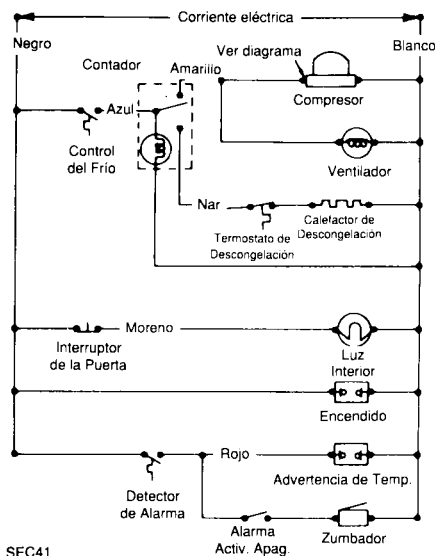 Corriente eléctrica
Negro
Blanco
Ver diagrama
Contador
Amarillo
Compresor
Azul
Control
del Frío
Ventilador
Nar
Termostato de
Descongelación
Calefactor de
Descongelación
Moreno
Interruptor
de la Puerta
Luz
Interior
Encendido
Rojo
Advertencia de Temp.
Detector
de Alarma
Alarma
Activ. Apag.
Zumbador
SEC41